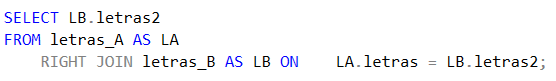 SELECT LB.letras2
FROM letras_A AS LA
RIGHT JOIN letras_B AS LB ON LA.letras = LB.letras2;